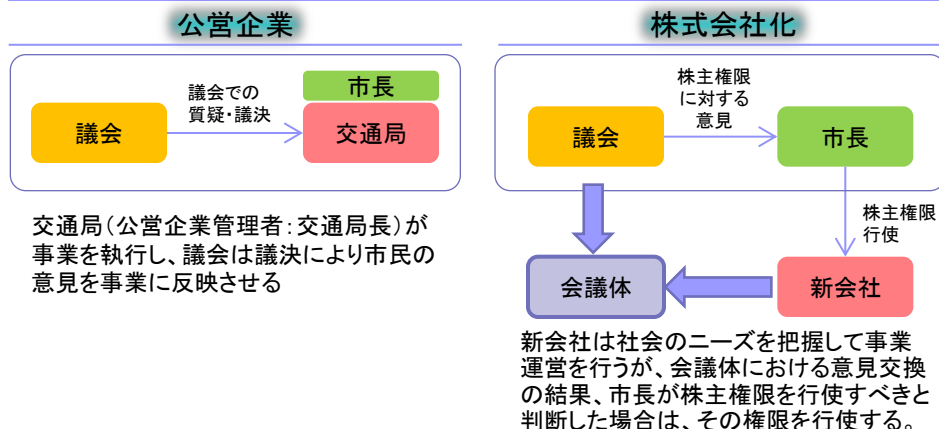 公営企業
市長
議会での
質疑・議決
議会
交通局
交通局(公営企業管理者:交通局長)が
事業を執行し、議会は議決により市民の
意見を事業に反映させる
株式会社化
株主権限
に対する
意見
議会
市長
株主権限
行使
会議体
新会社
新会社は社会のニーズを把握して事業
運営を行うが、会議体における意見交換
の結果、市長が株主権限を行使すべきと
判断した場合は、その権限を行使する。